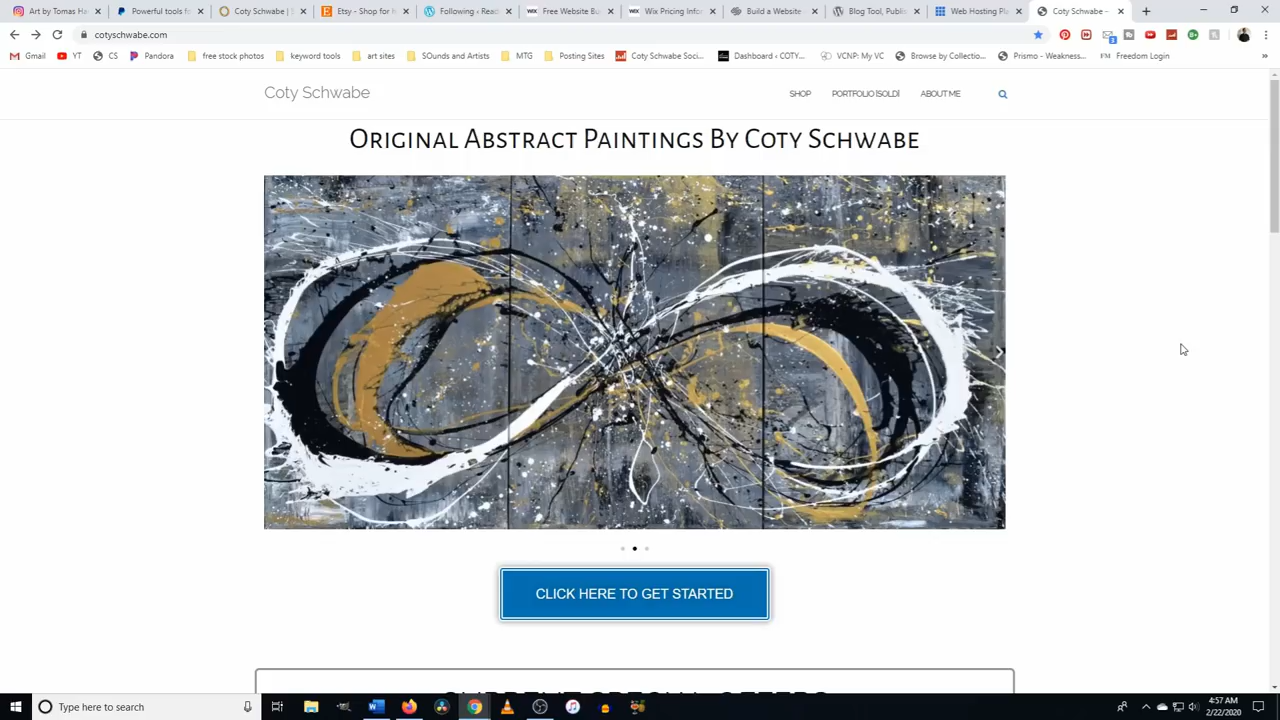 Art by Tomas Ha
Powerful tools fo
Coty Schwabe | S
Etsy - Shop for h
Following ‹ Read
Free Website Bu
Wix Pricing Infor
Build a Website
Blog Tool, Public
Web Hosting Pla
Coty Schwabe –
cotyschwabe.com
Gmail
YT
CS
Pandora
free stock photos
keyword tools
art sites
SOunds and Artists
MTG
Posting Sites
Coty Schwabe Soci...
Dashboard ‹ COTY...
VCNP: My VC
Browse by Collectio...
Prismo - Weakness...
Freedom Login
Coty Schwabe
SHOP
PORTFOLIO [SOLD]
ABOUT ME
Original Abstract Paintings By Coty Schwabe
CLICK HERE TO GET STARTED
Type here to search
4:57 AM
2/22/2020